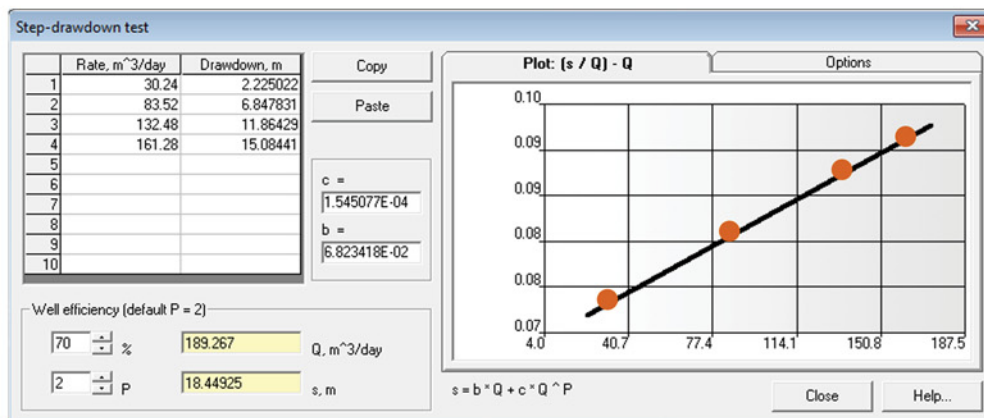 Step-drawdown test
Rate, m^3/day Drawdown, m
1 30.24 2.225022
2 83.52 6.847831
3 132.48 11.86429
4 161.28 15.08441
5
6
7
8
9
10
Copy
Paste
c =
1.545077E-04
b =
6.823418E-02
Well efficiency (default P = 2)
70 % 189.267 Q, m^3/day
2 P 18.44925 s, m
Plot: (s / Q) - Q Options
0.10
0.09
0.09
0.08
0.08
0.07
4.0 40.7 77.4 114.1 150.8 187.5
s = b * Q + c * Q ^ P
Close Help...